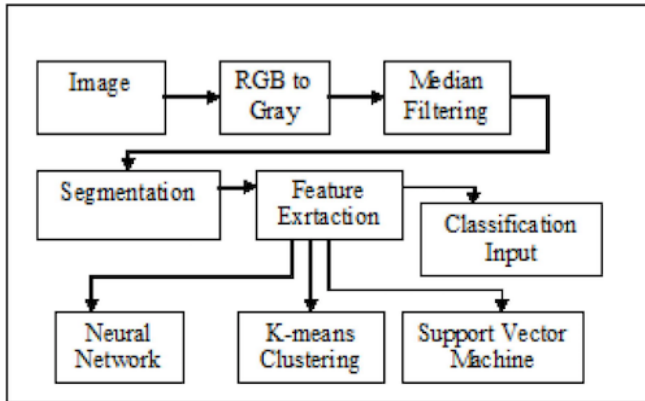 Image
RGB to
Gray
Median
Filtering
Segmentation
Feature
Exrtaction
Classification
Input
Neural
Network
K-means
Clustering
Support Vector
Machine